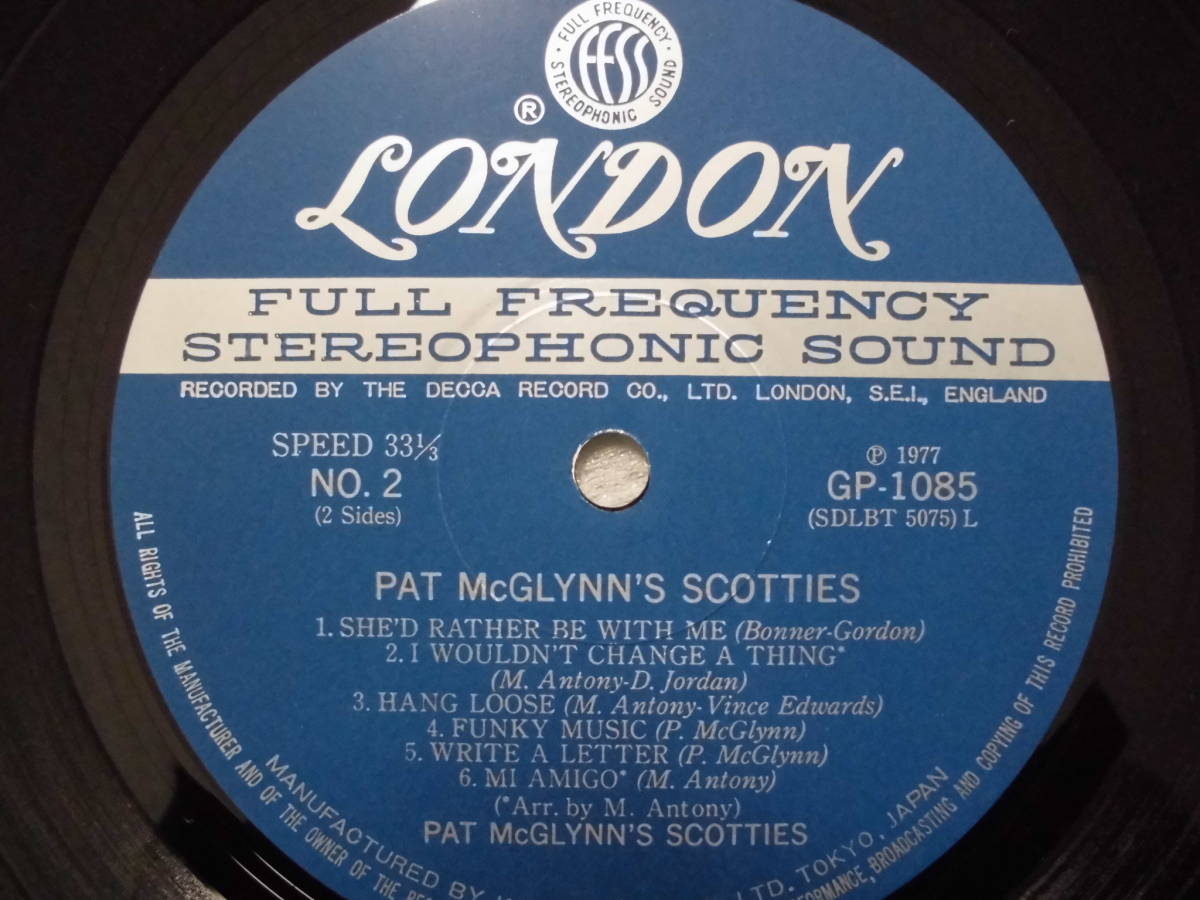 · FULL FREQUENCY · STEREOPHONIC SOUND
FFSS
®
LONDON
FULL FREQUENCY
STEREOPHONIC SOUND
RECORDED BY THE DECCA RECORD CO., LTD. LONDON, S.E.I., ENGLAND
SPEED 33⅓
NO. 2
(2 Sides)
℗ 1977
GP-1085
(SDLBT 5075) L
PAT McGLYNN'S SCOTTIES
1. SHE'D RATHER BE WITH ME (Bonner-Gordon)
2. I WOULDN'T CHANGE A THING*
(M. Antony-D. Jordan)
3. HANG LOOSE (M. Antony-Vince Edwards)
4. FUNKY MUSIC (P. McGlynn)
5. WRITE A LETTER (P. McGlynn)
6. MI AMIGO* (M. Antony)
(*Arr. by M. Antony)
PAT McGLYNN'S SCOTTIES
ALL RIGHTS OF THE MANUFACTURER AND OF THE OWNER OF THE
PERFORMANCE, BROADCASTING AND COPYING OF THIS RECORD PROHIBITED
MANUFACTURED BY
LTD. TOKYO, JAPAN